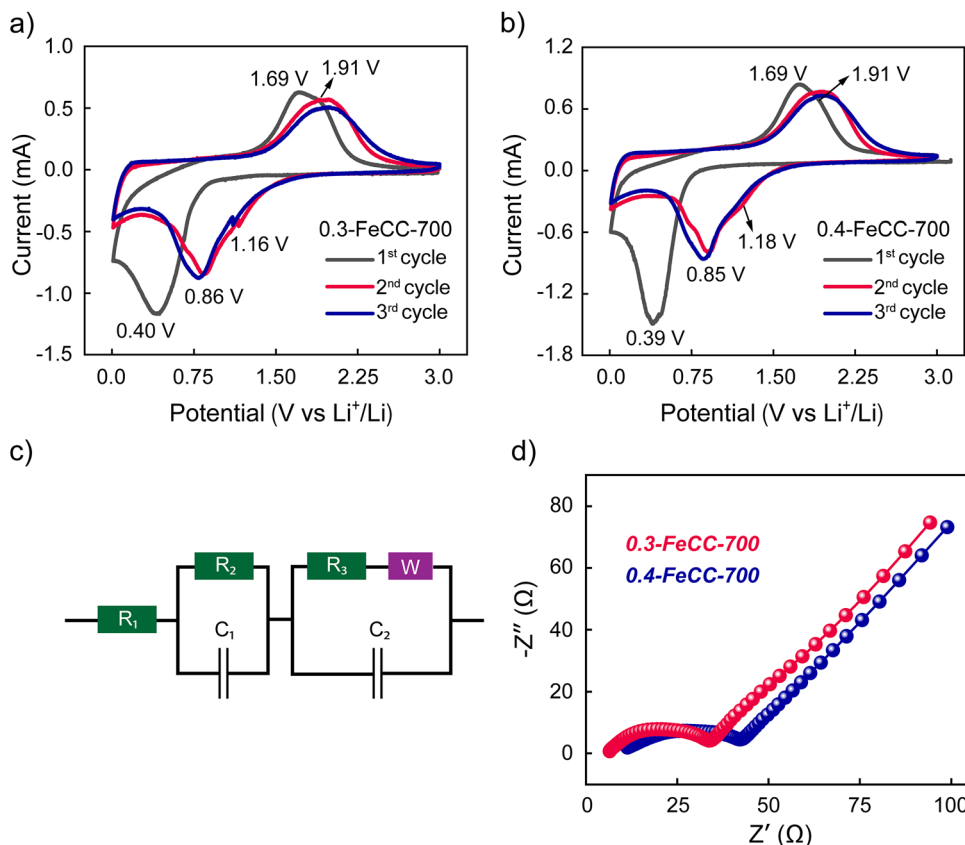 a)
1.0
0.5
0.0
-0.5
-1.0
-1.5
Current (mA)
1.69 V
1.91 V
1.16 V
0.86 V
0.40 V
0.3-FeCC-700
1st cycle
2nd cycle
3rd cycle
0.0
0.75
1.50
2.25
3.0
Potential (V vs Li⁺/Li)
b)
1.2
0.6
0.0
-0.6
-1.2
-1.8
Current (mA)
1.69 V
1.91 V
1.18 V
0.85 V
0.39 V
0.4-FeCC-700
1st cycle
2nd cycle
3rd cycle
0.0
0.75
1.50
2.25
3.0
Potential (V vs Li⁺/Li)
c)
R₁
R₂
C₁
R₃
W
C₂
d)
80
60
40
20
0
-Z″ (Ω)
0.3-FeCC-700
0.4-FeCC-700
0
25
50
75
100
Z′ (Ω)